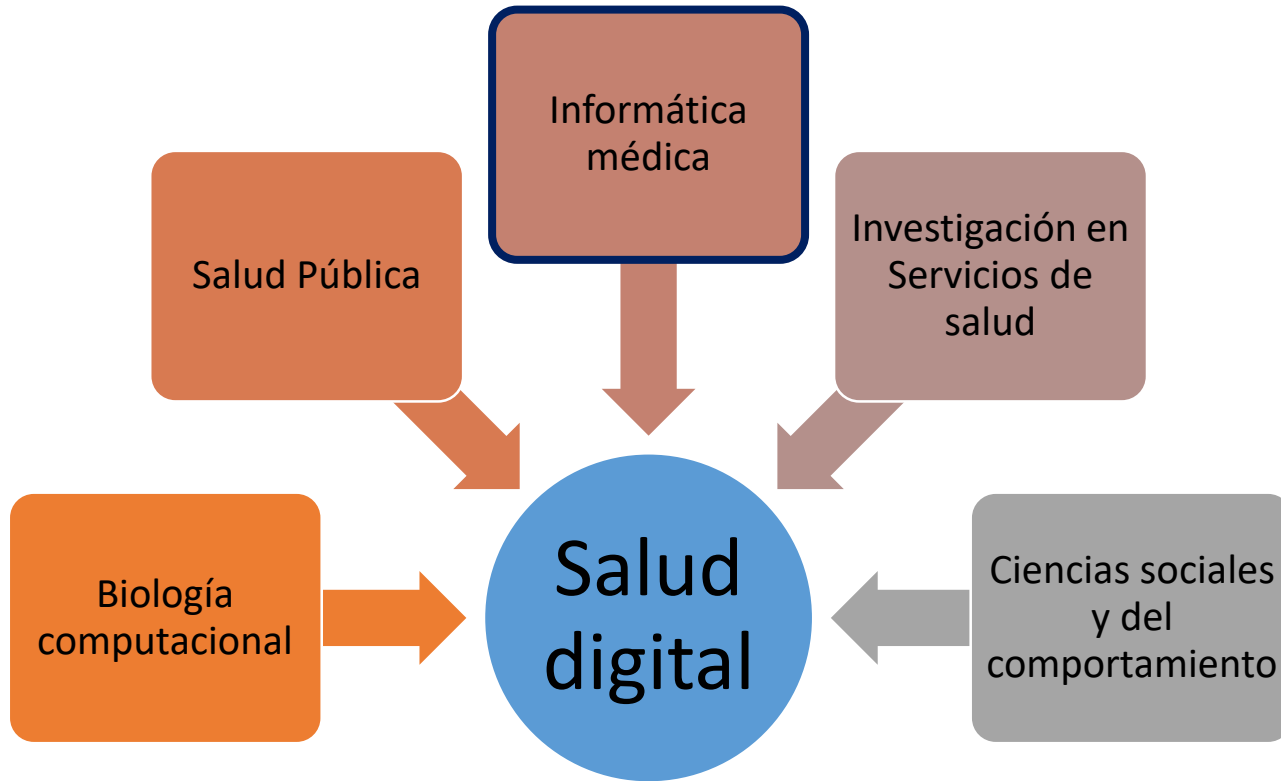 Informática
médica
Salud Pública
Investigación en
Servicios de
salud
Biología
computacional
Salud
digital
Ciencias sociales
y del
comportamiento